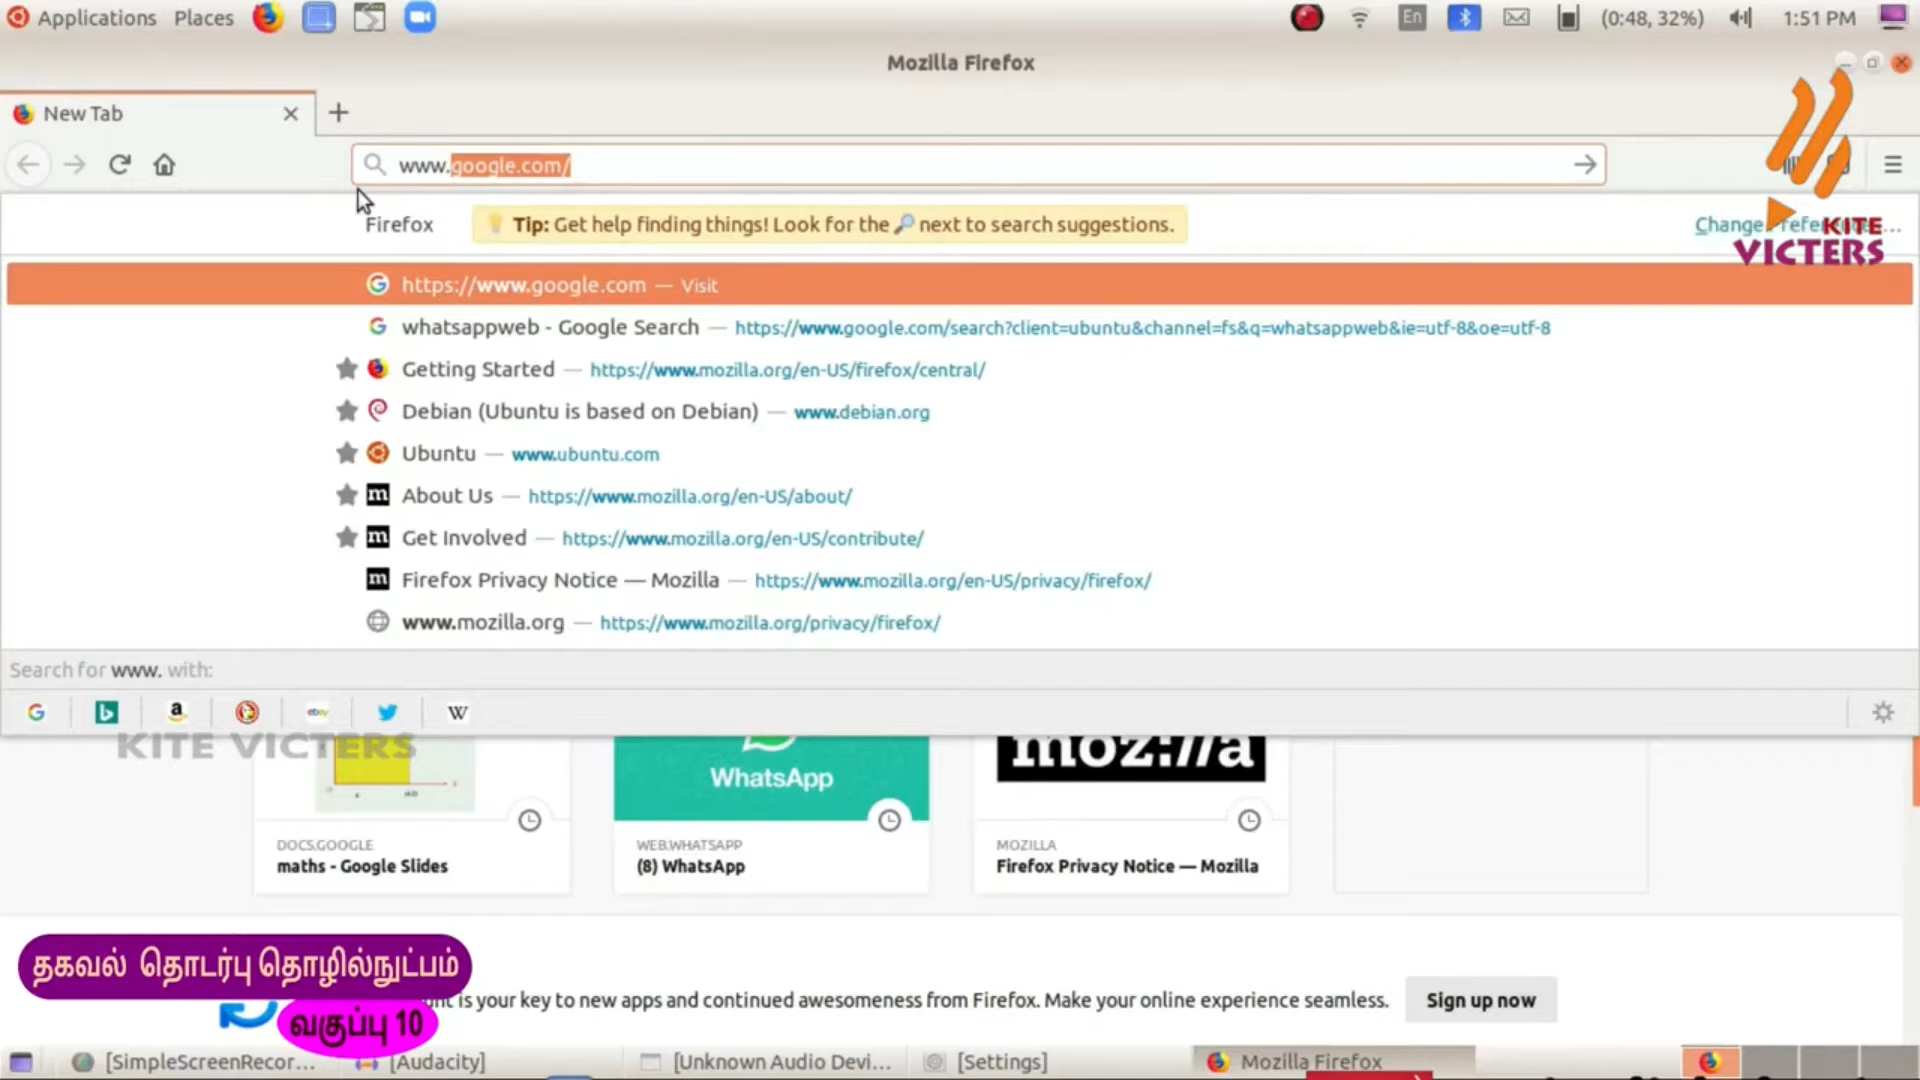 Applications Places En (0:48, 32%) 1:51 PM
Mozilla Firefox
New Tab
www.google.com/
Firefox Tip: Get help finding things! Look for the next to search suggestions. Change
KITE
VICTERS
https://www.google.com — Visit
whatsappweb - Google Search — https://www.google.com/search?client=ubuntu&channel=fs&q=whatsappweb&ie=utf-8&oe=utf-8
Getting Started — https://www.mozilla.org/en-US/firefox/central/
Debian (Ubuntu is based on Debian) — www.debian.org
Ubuntu — www.ubuntu.com
About Us — https://www.mozilla.org/en-US/about/
Get Involved — https://www.mozilla.org/en-US/contribute/
Firefox Privacy Notice — Mozilla — https://www.mozilla.org/en-US/privacy/firefox/
www.mozilla.org — https://www.mozilla.org/privacy/firefox/
Search for www. with:
G b a ebay W
KITE VICTERS
WhatsApp moz://a
DOCS.GOOGLE WEB.WHATSAPP MOZILLA
maths - Google Slides (8) WhatsApp Firefox Privacy Notice — Mozilla
தகவல் தொடர்பு தொழில்நுட்பம்
is your key to new apps and continued awesomeness from Firefox. Make your online experience seamless. Sign up now
வகுப்பு 10
[SimpleScreenRecor... [Audacity] [Unknown Audio Devi... [Settings] Mozilla Firefox